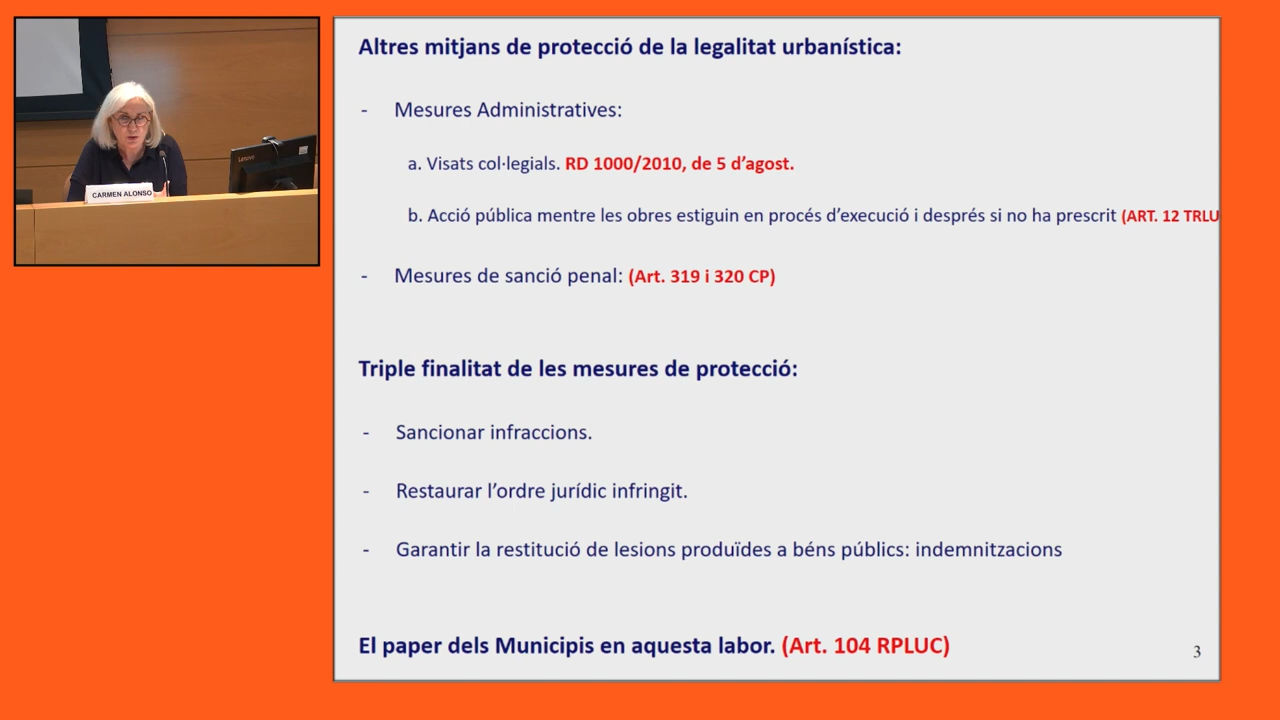 Lenovo
CARMEN ALONSO
Altres mitjans de protecció de la legalitat urbanística:
- Mesures Administratives:
a. Visats col·legials. RD 1000/2010, de 5 d'agost.
b. Acció pública mentre les obres estiguin en procés d'execució i després si no ha prescrit (ART. 12 TRLU
- Mesures de sanció penal: (Art. 319 i 320 CP)
Triple finalitat de les mesures de protecció:
- Sancionar infraccions.
- Restaurar l'ordre jurídic infringit.
- Garantir la restitució de lesions produïdes a béns públics: indemnitzacions
El paper dels Municipis en aquesta labor. (Art. 104 RPLUC)
3